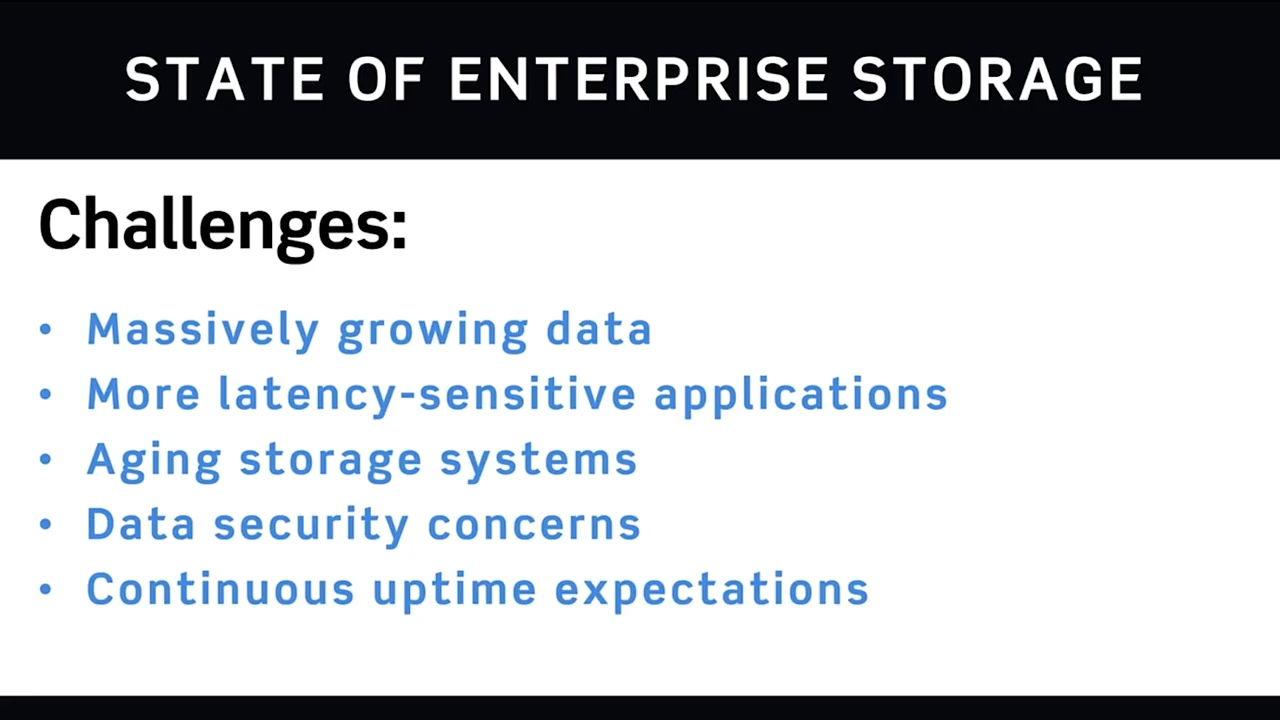 STATE OF ENTERPRISE STORAGE
Challenges:
• Massively growing data
• More latency-sensitive applications
• Aging storage systems
• Data security concerns
• Continuous uptime expectations